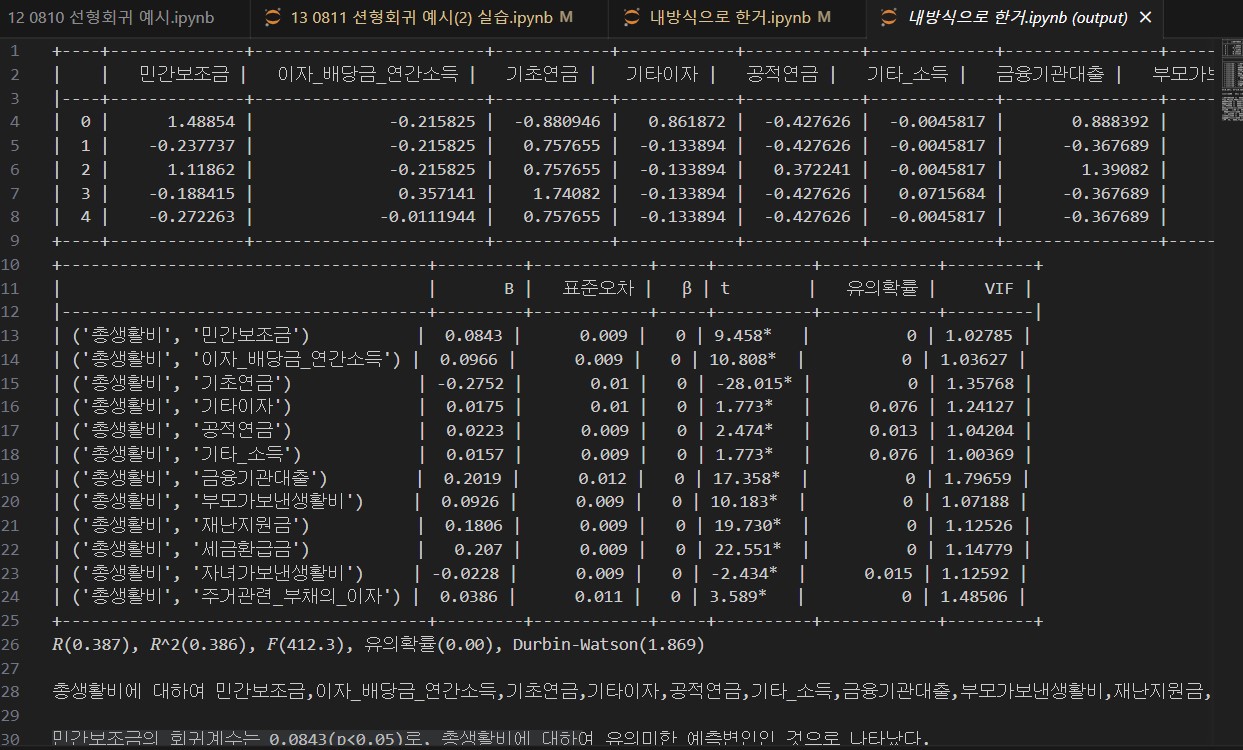 12 0810 선형회귀 예시.ipynb 13 0811 선형회귀 예시(2) 실습.ipynb M 내방식으로 한거.ipynb M 내방식으로 한거.ipynb (output) ×
1 +----+---------------+--------------------------+-------------+-------------+-------------+-------------+-----------------+-----
2 | | 민간보조금 | 이자_배당금_연간소득 | 기초연금 | 기타이자 | 공적연금 | 기타_소득 | 금융기관대출 | 부모가보
3 |----+---------------+--------------------------+-------------+-------------+-------------+-------------+-----------------+-----
4 | 0 | 1.48854 | -0.215825 | -0.880946 | 0.861872 | -0.427626 | -0.0045817 | 0.888392 |
5 | 1 | -0.237737 | -0.215825 | 0.757655 | -0.133894 | -0.427626 | -0.0045817 | -0.367689 |
6 | 2 | 1.11862 | -0.215825 | 0.757655 | -0.133894 | 0.372241 | -0.0045817 | 1.39082 |
7 | 3 | -0.188415 | 0.357141 | 1.74082 | -0.133894 | -0.427626 | 0.0715684 | -0.367689 |
8 | 4 | -0.272263 | -0.0111944 | 0.757655 | -0.133894 | -0.427626 | -0.0045817 | -0.367689 |
9 +----+---------------+--------------------------+-------------+-------------+-------------+-------------+-----------------+-----
10 +----------------------------------------+---------+------------+-----+----------+------------+---------+
11 | | B | 표준오차 | β | t | 유의확률 | VIF |
12 |----------------------------------------+---------+------------+-----+----------+------------+---------|
13 | ('총생활비', '민간보조금') | 0.0843 | 0.009 | 0 | 9.458* | 0 | 1.02785 |
14 | ('총생활비', '이자_배당금_연간소득') | 0.0966 | 0.009 | 0 | 10.808* | 0 | 1.03627 |
15 | ('총생활비', '기초연금') | -0.2752 | 0.01 | 0 | -28.015* | 0 | 1.35768 |
16 | ('총생활비', '기타이자') | 0.0175 | 0.01 | 0 | 1.773* | 0.076 | 1.24127 |
17 | ('총생활비', '공적연금') | 0.0223 | 0.009 | 0 | 2.474* | 0.013 | 1.04204 |
18 | ('총생활비', '기타_소득') | 0.0157 | 0.009 | 0 | 1.773* | 0.076 | 1.00369 |
19 | ('총생활비', '금융기관대출') | 0.2019 | 0.012 | 0 | 17.358* | 0 | 1.79659 |
20 | ('총생활비', '부모가보낸생활비') | 0.0926 | 0.009 | 0 | 10.183* | 0 | 1.07188 |
21 | ('총생활비', '재난지원금') | 0.1806 | 0.009 | 0 | 19.730* | 0 | 1.12526 |
22 | ('총생활비', '세금환급금') | 0.207 | 0.009 | 0 | 22.551* | 0 | 1.14779 |
23 | ('총생활비', '자녀가보낸생활비') | -0.0228 | 0.009 | 0 | -2.434* | 0.015 | 1.12592 |
24 | ('총생활비', '주거관련_부채의_이자') | 0.0386 | 0.011 | 0 | 3.589* | 0 | 1.48506 |
25 +----------------------------------------+---------+------------+-----+----------+------------+---------+
26 R(0.387), R^2(0.386), F(412.3), 유의확률(0.00), Durbin-Watson(1.869)
27
28 총생활비에 대하여 민간보조금,이자_배당금_연간소득,기초연금,기타이자,공적연금,기타_소득,금융기관대출,부모가보낸생활비,재난지원금,
29
30 민간보조금의 회귀계수는 0.0843(p<0.05)로, 총생활비에 대하여 유의미한 예측변인인 것으로 나타났다.